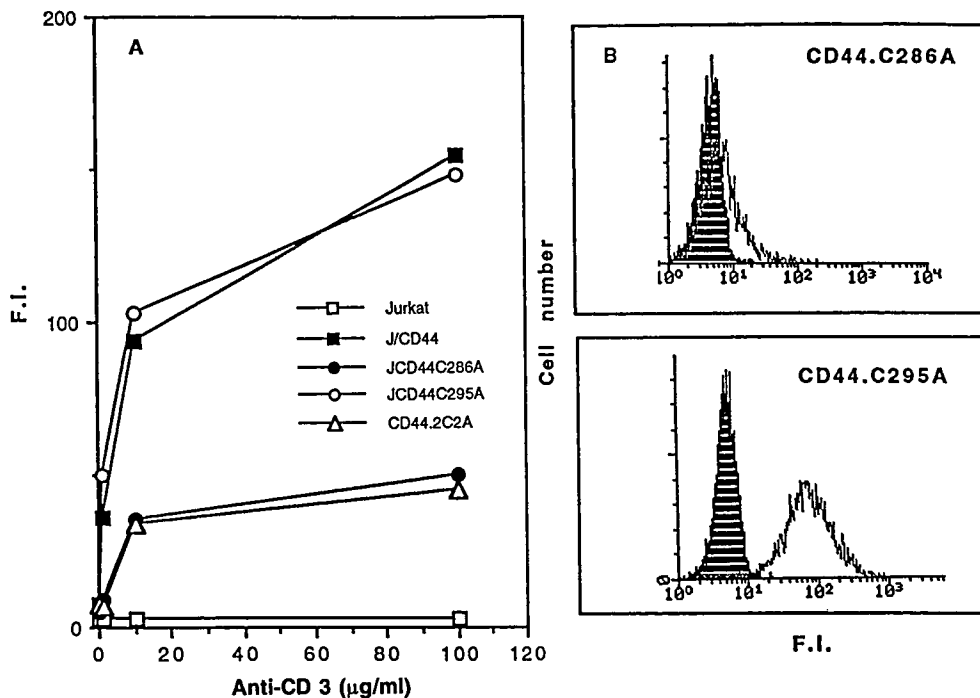 200
A
100
0
F.I.
Jurkat
J/CD44
JCD44C286A
JCD44C295A
CD44.2C2A
0 20 40 60 80 100 120
Anti-CD 3 (µg/ml)
B
CD44.C286A
10⁰ 10¹ 10² 10³ 10⁴
Cell number
CD44.C295A
0
10⁰ 10¹ 10² 10³
F.I.